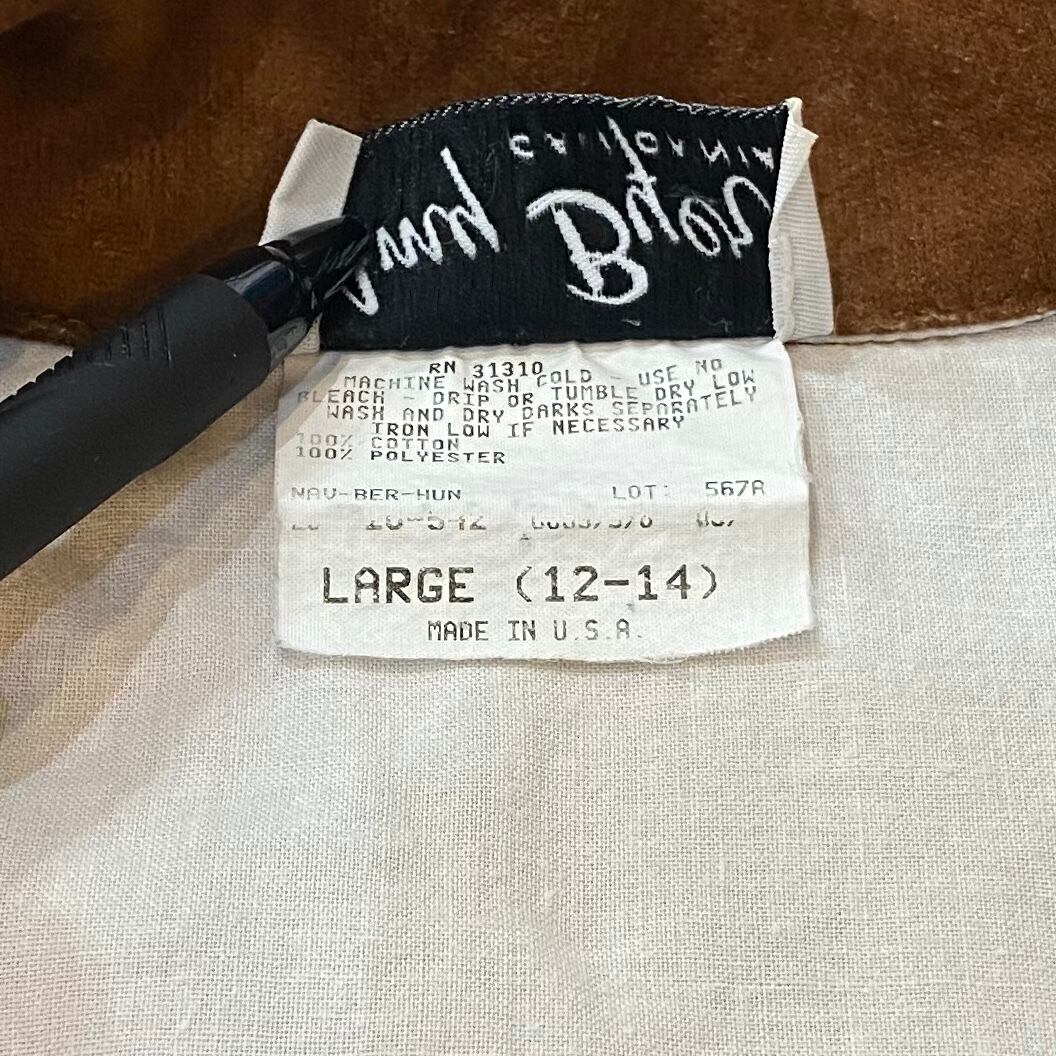 CALIFORNIA
RN 31310
MACHINE WASH COLD USE NO
BLEACH - DRIP OR TUMBLE DRY LOW
WASH AND DRY DARKS SEPARATELY
IRON LOW IF NECESSARY
100% COTTON
100% POLYESTER
NAV-BER-HUN LOT: 567A
LARGE (12-14)
MADE IN U.S.A.